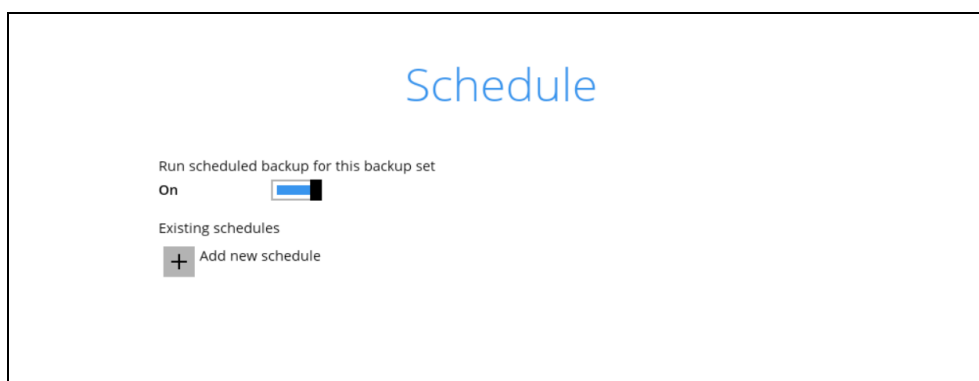 Schedule
Run scheduled backup for this backup set
On
Existing schedules
Add new schedule